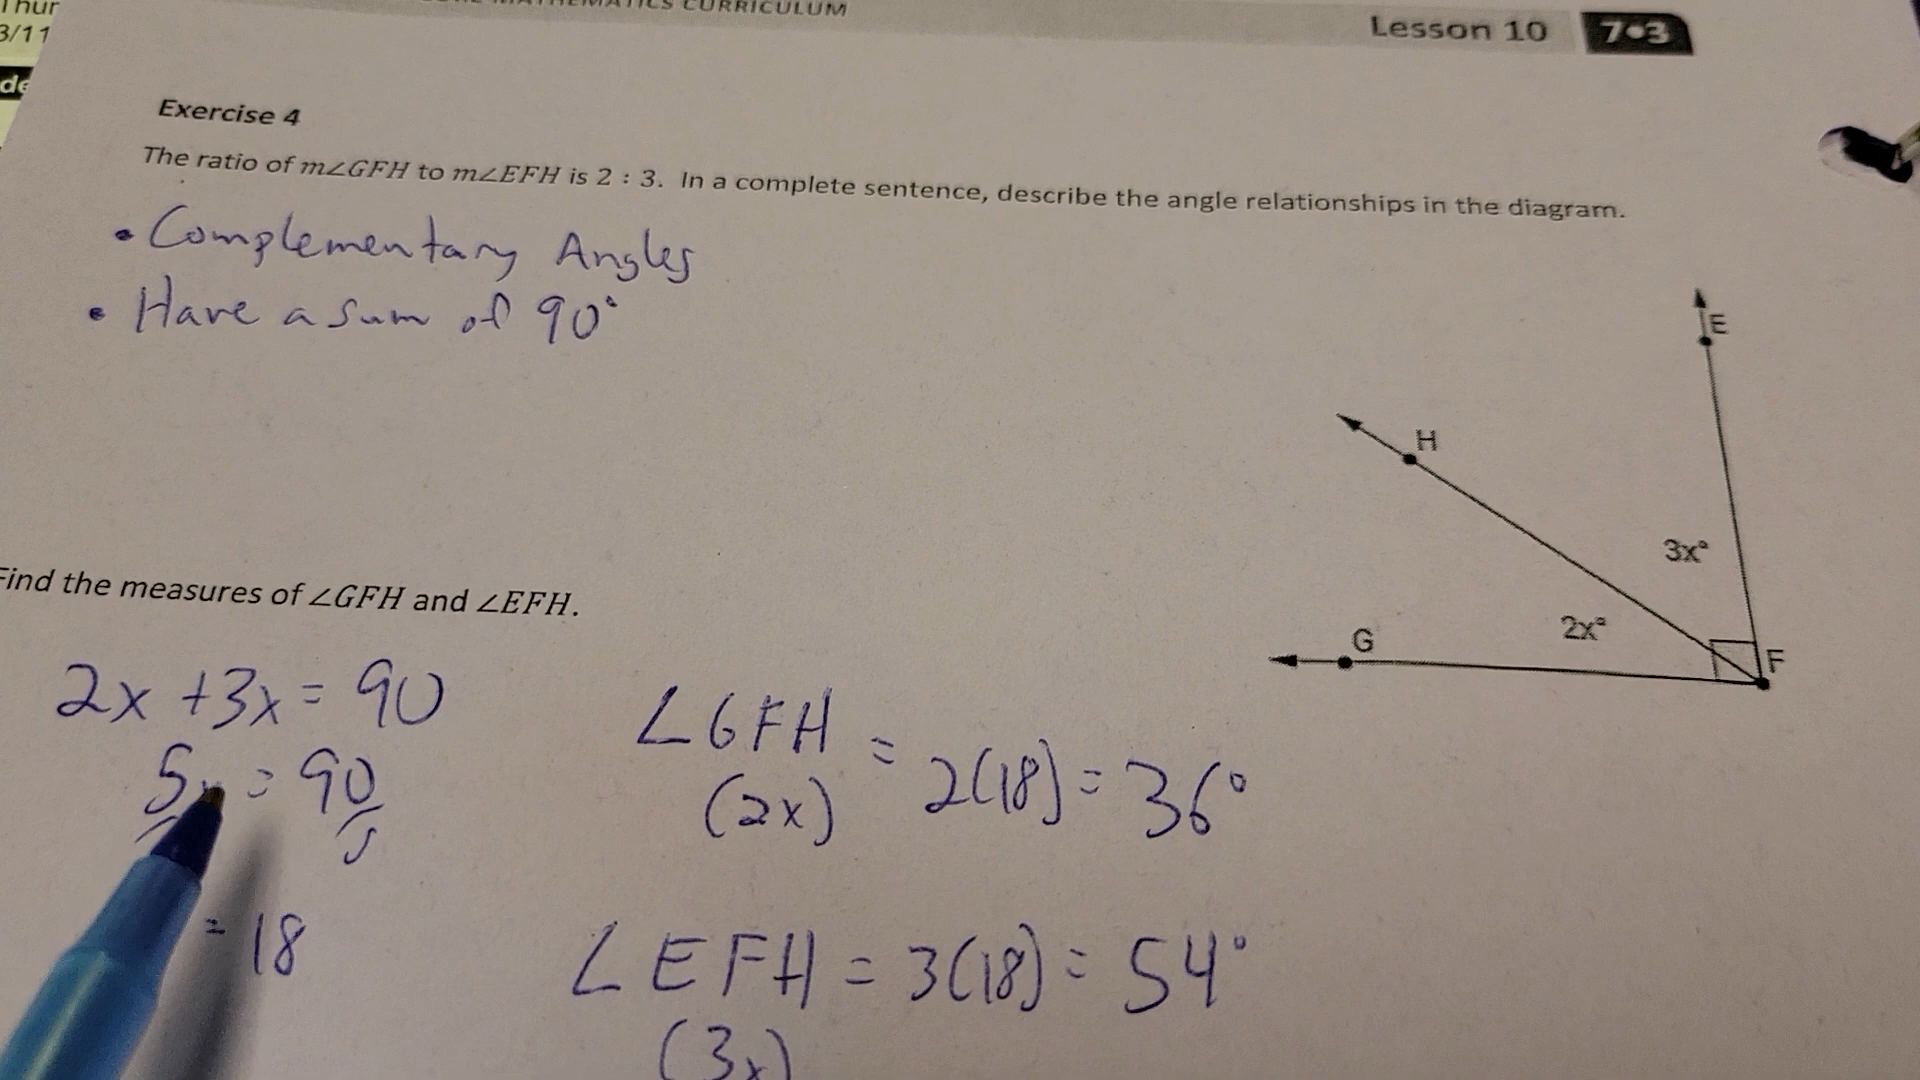 Thur
3/11
MATHEMATICS CURRICULUM
Lesson 10 7•3
Exercise 4
The ratio of m∠GFH to m∠EFH is 2 : 3. In a complete sentence, describe the angle relationships in the diagram.
• Complementary Angles
• Have a sum of 90°
E
H
3x°
2x°
G
F
Find the measures of ∠GFH and ∠EFH.
2x + 3x = 90
5x = 90
5
= 18
∠GFH = 2(18) = 36°
(2x)
∠EFH = 3(18) = 54°
(3x)